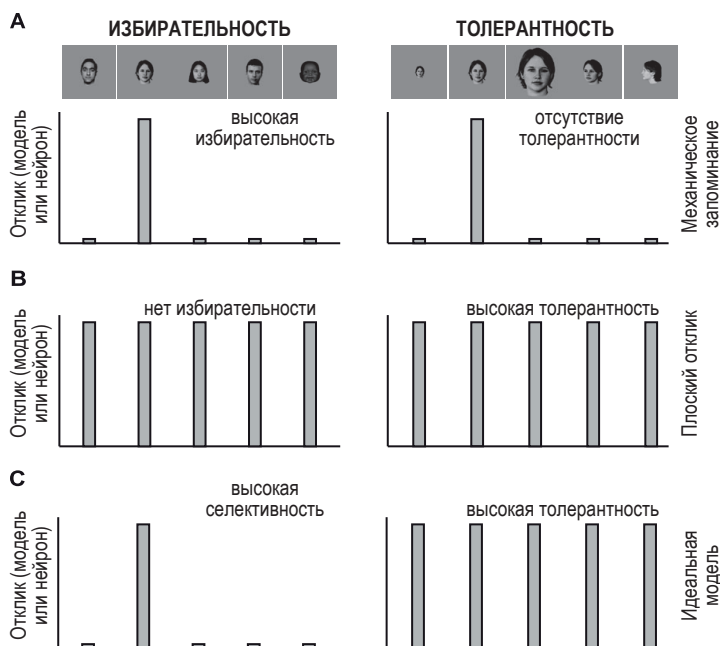 A
ИЗБИРАТЕЛЬНОСТЬ
ТОЛЕРАНТНОСТЬ
Отклик (модель
или нейрон)
высокая
избирательность
отсутствие
толерантности
Механическое
запоминание
B
Отклик (модель
или нейрон)
нет избирательности
высокая толерантность
Плоский отклик
C
Отклик (модель
или нейрон)
высокая
селективность
высокая толерантность
Идеальная
модель